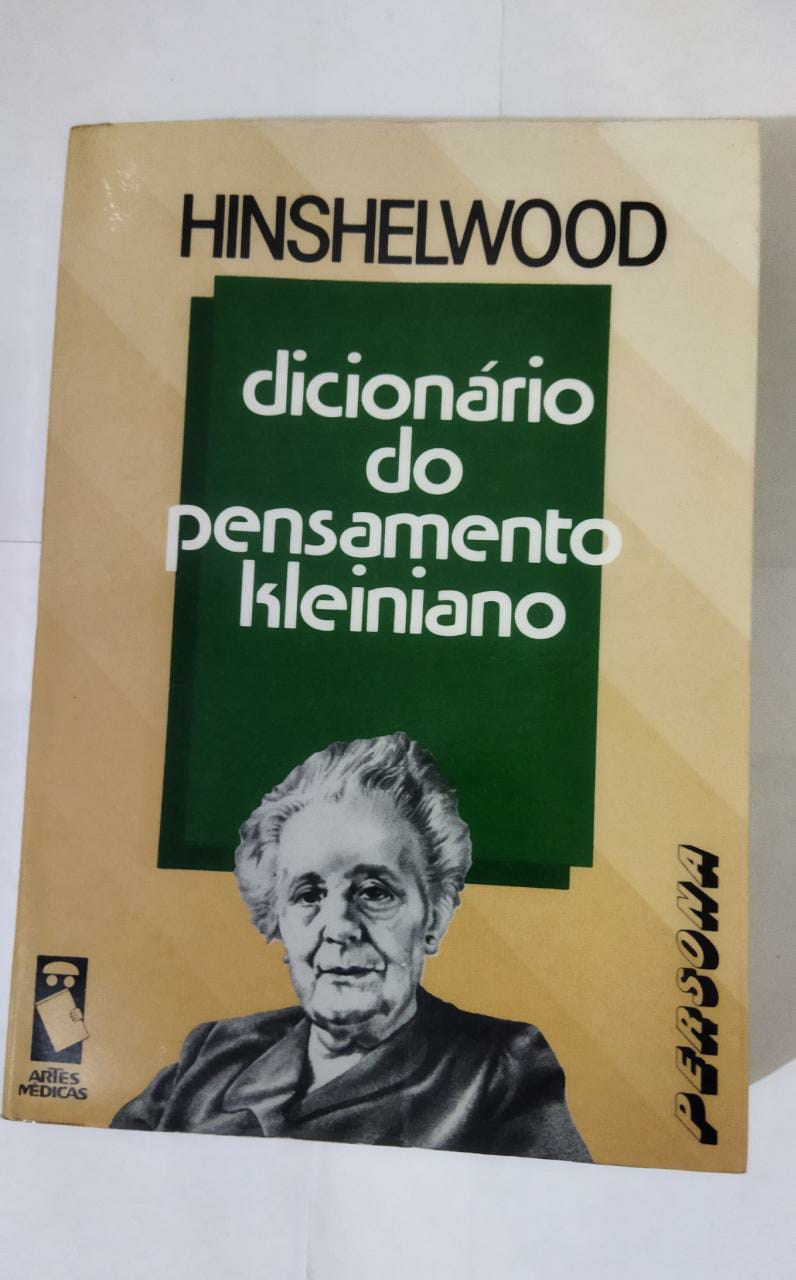 HINSHELWOOD
dicionário
do
pensamento
kleiniano
PERSONA
ARTES
MÉDICAS